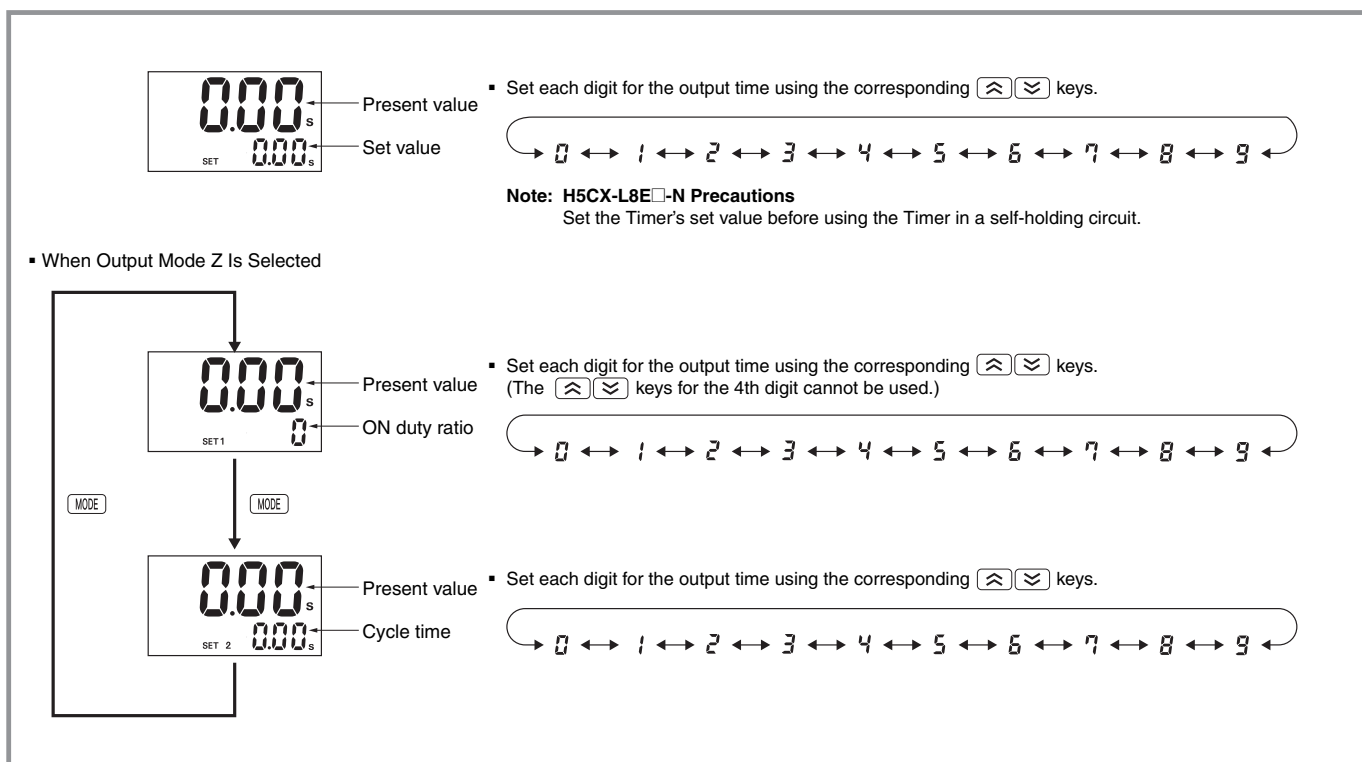 0.00 s
Present value
SET 0.00 s
Set value
▪ Set each digit for the output time using the corresponding keys.
0 ↔ 1 ↔ 2 ↔ 3 ↔ 4 ↔ 5 ↔ 6 ↔ 7 ↔ 8 ↔ 9
Note: H5CX-L8E□-N Precautions
Set the Timer's set value before using the Timer in a self-holding circuit.
▪ When Output Mode Z Is Selected
0.00 s
Present value
SET 1 0
ON duty ratio
▪ Set each digit for the output time using the corresponding keys.
(The keys for the 4th digit cannot be used.)
0 ↔ 1 ↔ 2 ↔ 3 ↔ 4 ↔ 5 ↔ 6 ↔ 7 ↔ 8 ↔ 9
MODE
MODE
0.00 s
Present value
SET 2 0.00 s
Cycle time
▪ Set each digit for the output time using the corresponding keys.
0 ↔ 1 ↔ 2 ↔ 3 ↔ 4 ↔ 5 ↔ 6 ↔ 7 ↔ 8 ↔ 9